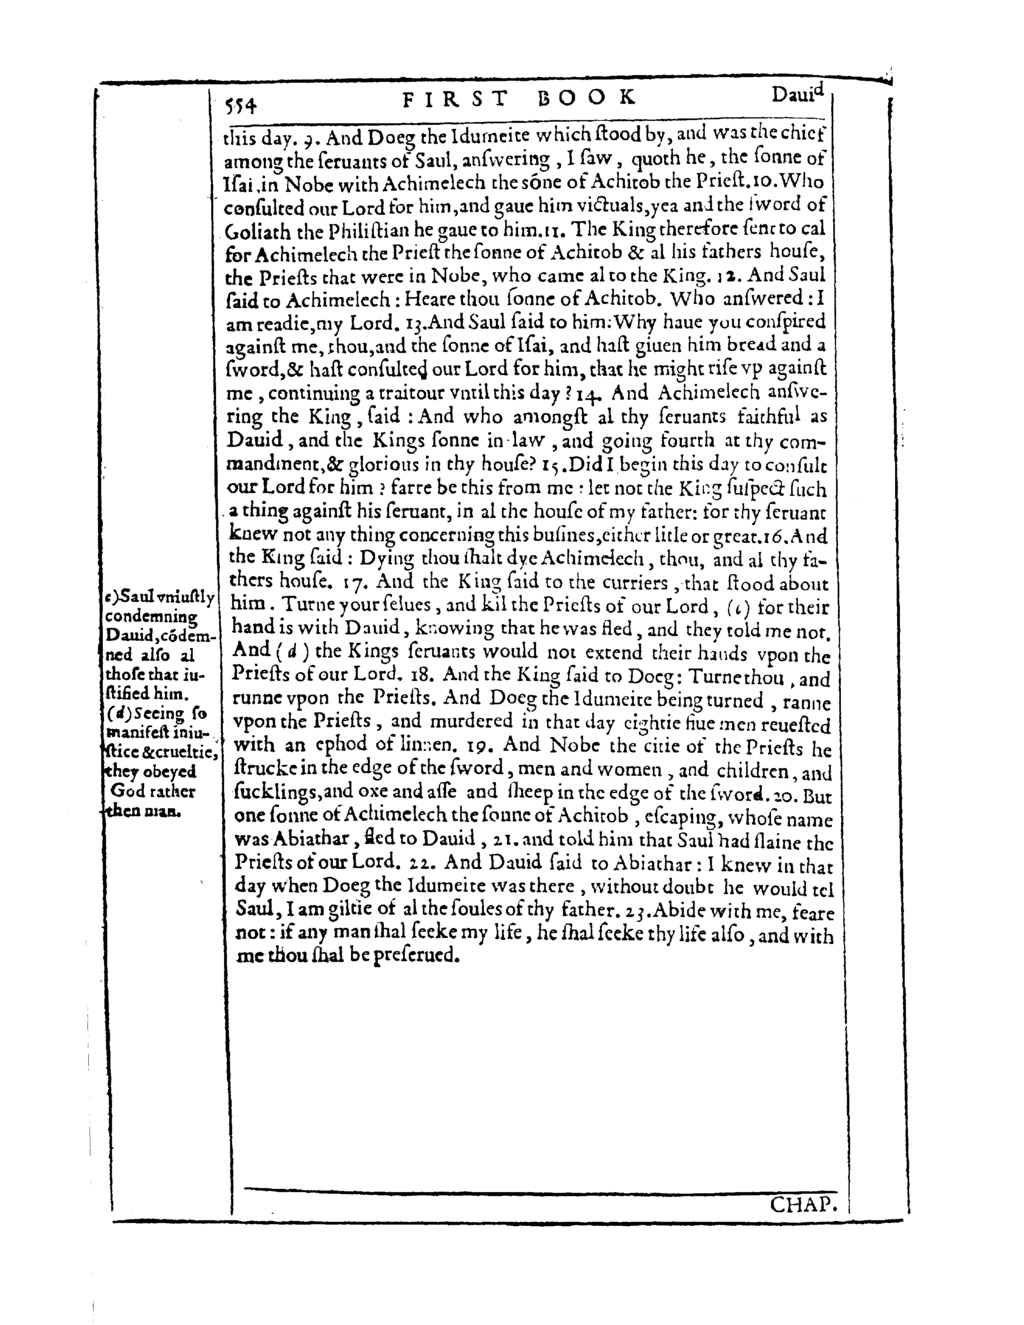 554 FIRST BOOK Dauid
this day. 9. And Doeg the Idumeite which ſtood by, and was the chief
among the ſeruants of Saul, anſwering , I ſaw , quoth he , the ſonne of
Iſai ,in Nobe with Achimelech the sōne of Achitob the Prieſt.10.Who
conſulted our Lord for him,and gaue him victuals,yea and the ſword of
Goliath the Philiſtian he gaue to him.11. The King therefore ſent to cal
for Achimelech the Prieſt the ſonne of Achitob & al his fathers houſe,
the Prieſts that were in Nobe, who came al to the King. 12. And Saul
ſaid to Achimelech : Heare thou ſonne of Achitob. Who anſwered : I
am readie,my Lord. 13.And Saul ſaid to him:Why haue you conſpired
againſt me, thou,and the ſonne of Iſai, and haſt giuen him bread and a
ſword,& haſt conſulted our Lord for him, that he might riſe vp againſt
me , continuing a traitour vntil this day ? 14. And Achimelech anſwe-
ring the King , ſaid : And who amongſt al thy ſeruants faithful as
Dauid , and the Kings ſonne in law , and going fourth at thy com-
mandment,& glorious in thy houſe? 15 .Did I begin this day to conſult
our Lord for him ? farre be this from me : let not the King ſuſpect ſuch
a thing againſt his ſeruant, in al the houſe of my father: for thy ſeruant
knew not any thing concerning this buſines,either litle or great.16.And
the King ſaid : Dying thou ſhalt dye Achimelech , thou, and al thy fa-
thers houſe. 17. And the King ſaid to the curriers , that ſtood about
him . Turne your ſelues , and kil the Prieſts of our Lord , (c) for their
hand is with Dauid , knowing that he was fled , and they told me not.
And ( d ) the Kings ſeruants would not extend their hands vpon the
Prieſts of our Lord. 18. And the King ſaid to Doeg: Turne thou , and
runne vpon the Prieſts. And Doeg the Idumeite being turned , ranne
vpon the Prieſts , and murdered in that day eightie fiue men reueſted
with an ephod of linnen. 19. And Nobe the citie of the Prieſts he
ſtrucke in the edge of the ſword , men and women , and children , and
ſucklings,and oxe and aſſe and ſheep in the edge of the ſword. 20. But
one ſonne of Achimelech the ſonne of Achitob , eſcaping, whoſe name
was Abiathar , fled to Dauid , 21. and told him that Saul had ſlaine the
Prieſts of our Lord. 22. And Dauid ſaid to Abiathar : I knew in that
day when Doeg the Idumeite was there , without doubt he would tel
Saul, I am giltie of al the ſoules of thy father. 23.Abide with me, feare
not : if any man ſhal ſeeke my life , he ſhal ſeeke thy life alſo , and with
me thou ſhal be preſerued.
c)Saul vniuſtly
condemning
Dauid,cōdem-
ned alſo al
thoſe that iu-
ſtified him.
(d)Seeing ſo
manifeſt iniu-
ſtice &crueltie,
they obeyed
God rather
then man.
CHAP.